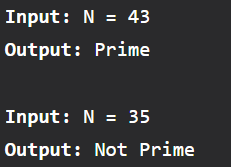 Input: N = 43
Output: Prime
Input: N = 35
Output: Not Prime